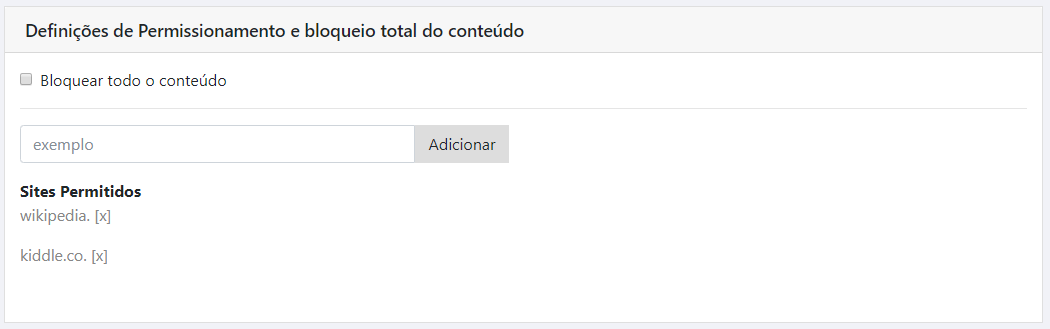 Definições de Permissionamento e bloqueio total do conteúdo
Bloquear todo o conteúdo
exemplo
Adicionar
Sites Permitidos
wikipedia. [x]
kiddle.co. [x]